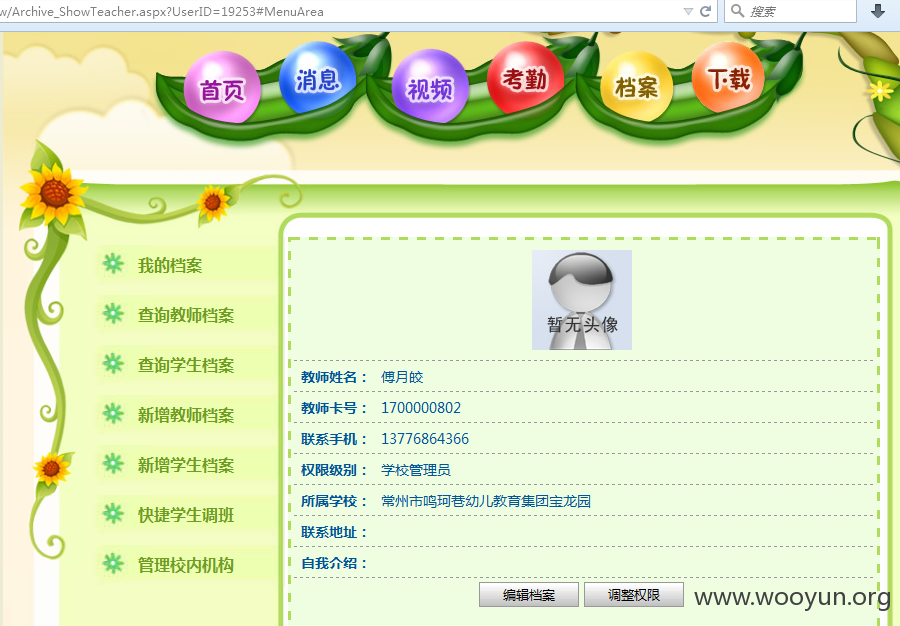 w/Archive_ShowTeacher.aspx?UserID=19253#MenuArea
搜索
首页 消息 视频 考勤 档案 下载
我的档案
查询教师档案
查询学生档案
新增教师档案
新增学生档案
快捷学生调班
管理校内机构
暂无头像
教师姓名： 傅月皎
教师卡号： 1700000802
联系手机： 13776864366
权限级别： 学校管理员
所属学校： 常州市鸣珂巷幼儿教育集团宝龙园
联系地址：
自我介绍：
编辑档案 调整权限
www.wooyun.org